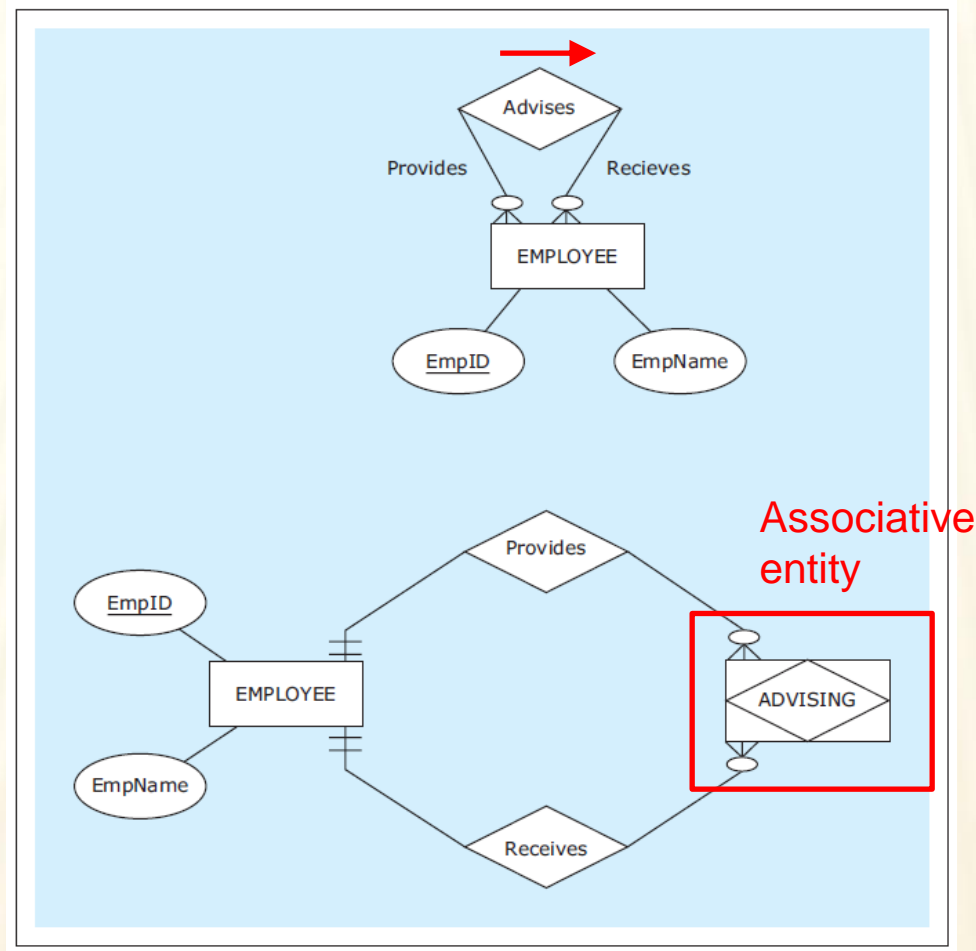 Advises
Provides
Recieves
EMPLOYEE
EmpID
EmpName
Associative
entity
Provides
EmpID
EMPLOYEE
ADVISING
EmpName
Receives